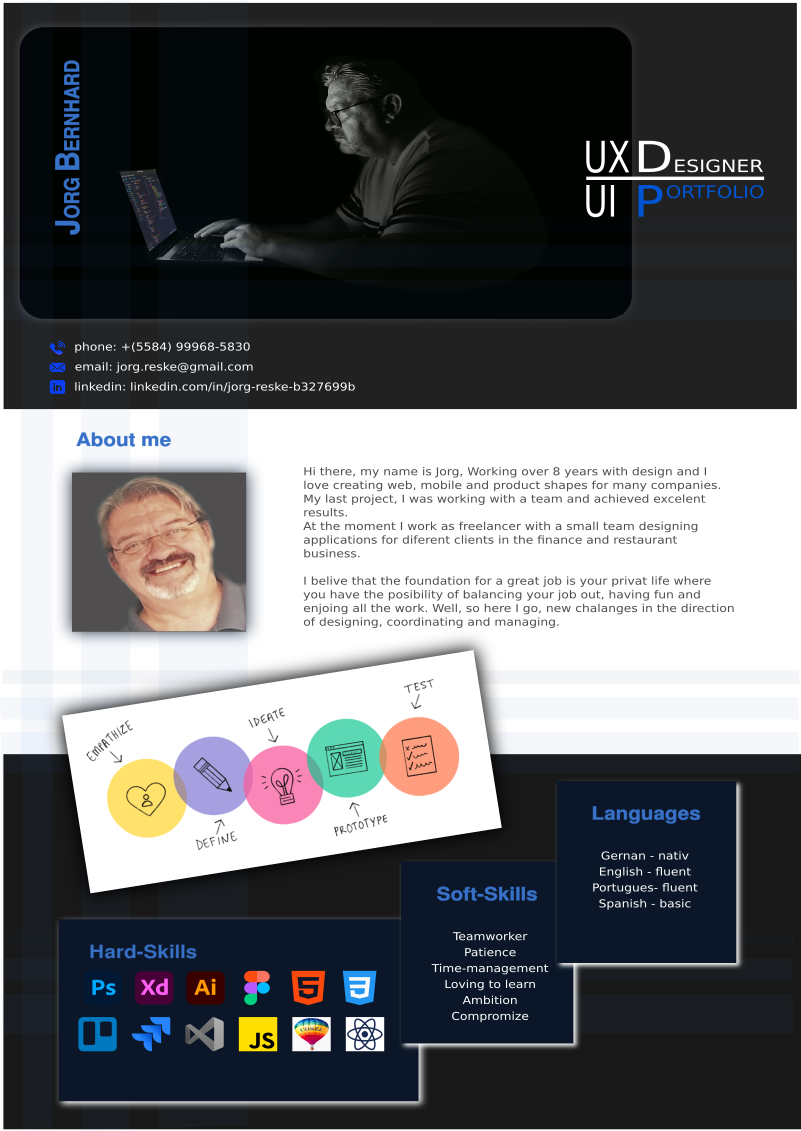 JORG BERNHARD
UX DESIGNER
UI PORTFOLIO
phone: +(5584) 99968-5830
email: jorg.reske@gmail.com
in linkedin: linkedin.com/in/jorg-reske-b327699b
About me
Hi there, my name is Jorg, Working over 8 years with design and I
love creating web, mobile and product shapes for many companies.
My last project, I was working with a team and achieved excelent
results.
At the moment I work as freelancer with a small team designing
applications for diferent clients in the finance and restaurant
business.
I belive that the foundation for a great job is your privat life where
you have the posibility of balancing your job out, having fun and
enjoing all the work. Well, so here I go, new chalanges in the direction
of designing, coordinating and managing.
EMPATHIZE
DEFINE
IDEATE
PROTOTYPE
TEST
Languages
Gernan - nativ
English - fluent
Portugues- fluent
Spanish - basic
Soft-Skills
Teamworker
Patience
Time-management
Loving to learn
Ambition
Compromize
Hard-Skills
Ps Xd Ai
JS